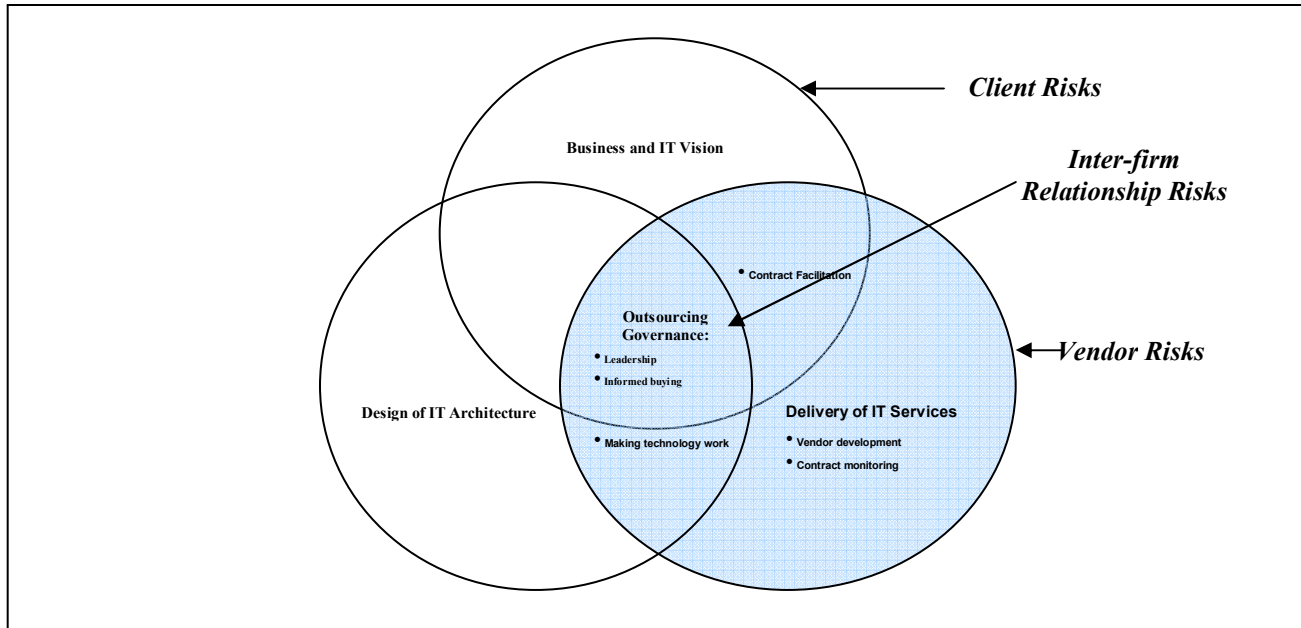 Client Risks
Business and IT Vision
Inter-firm
Relationship Risks
• Contract Facilitation
Outsourcing
Governance:
• Leadership
• Informed buying
Vendor Risks
Design of IT Architecture
Delivery of IT Services
• Making technology work
• Vendor development
• Contract monitoring